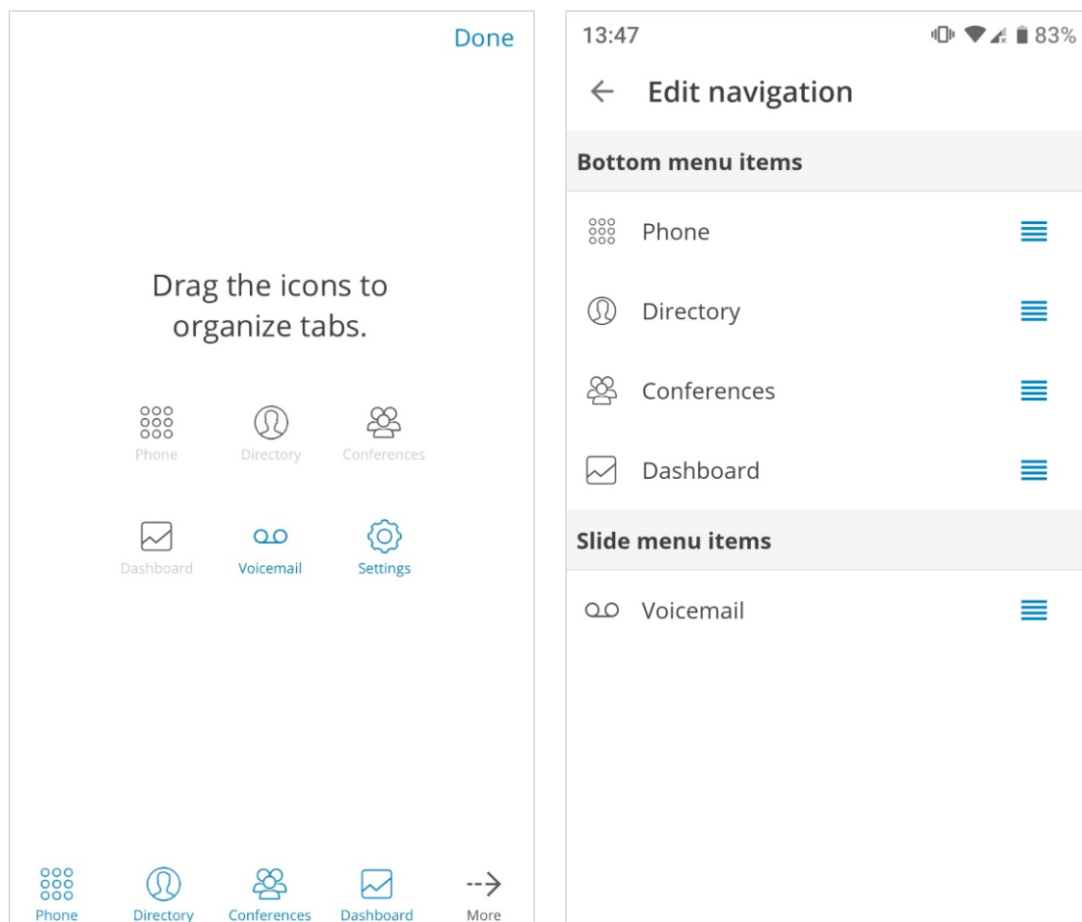 Done
Drag the icons to
organize tabs.
Phone Directory Conferences
Dashboard Voicemail Settings
Phone Directory Conferences Dashboard More
13:47 83%
Edit navigation
Bottom menu items
Phone
Directory
Conferences
Dashboard
Slide menu items
Voicemail